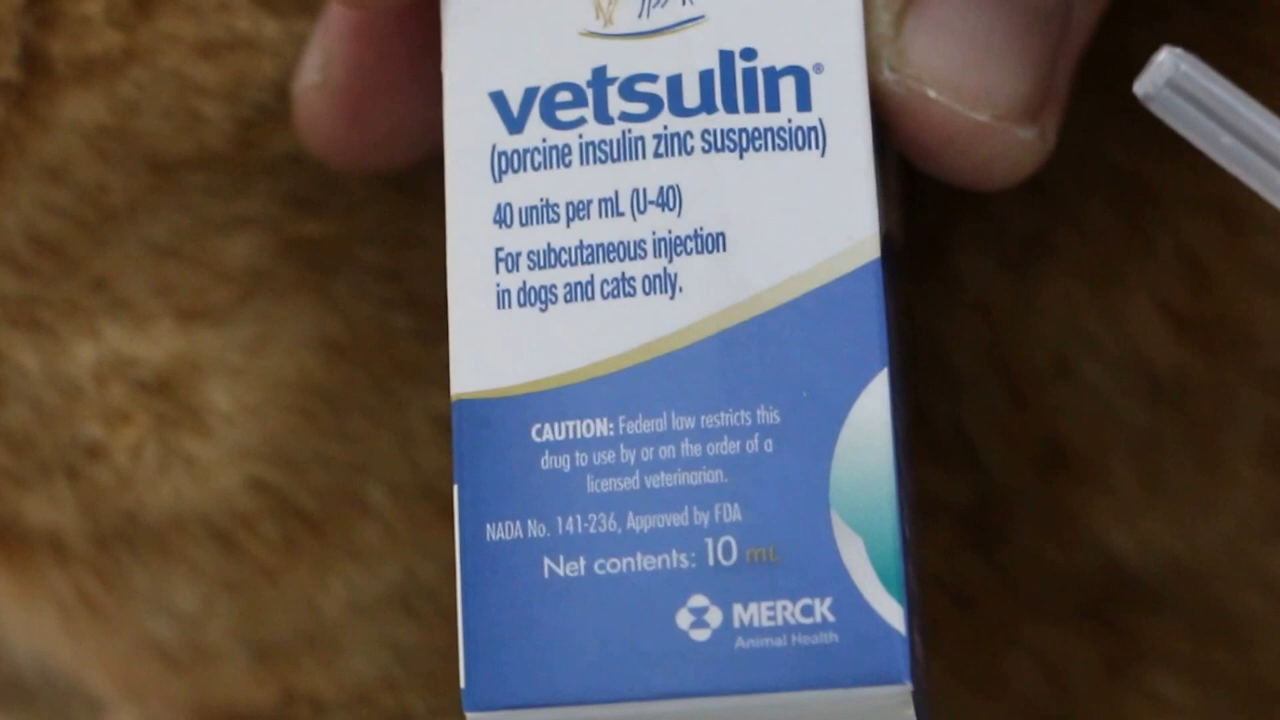 vetsulin®
(porcine insulin zinc suspension)
40 units per mL (U-40)
For subcutaneous injection
in dogs and cats only.
CAUTION: Federal law restricts this
drug to use by or on the order of a
licensed veterinarian.
NADA No. 141-236, Approved by FDA
Net contents: 10 mL
MERCK
Animal Health